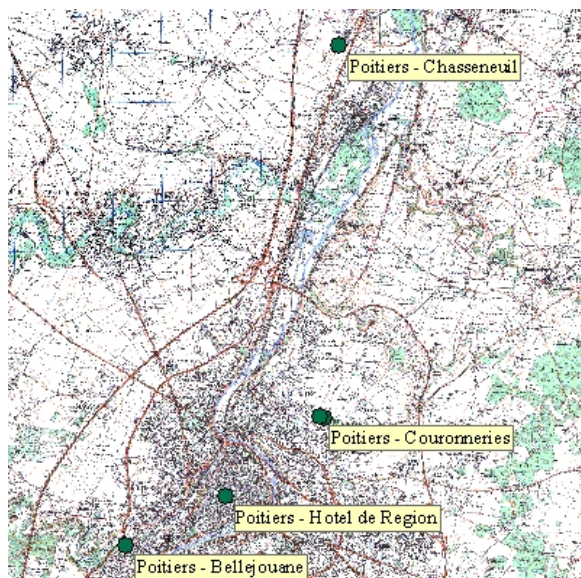 Poitiers - Chasseneuil
Poitiers - Couronneries
Poitiers - Hotel de Region
Poitiers - Bellejouane